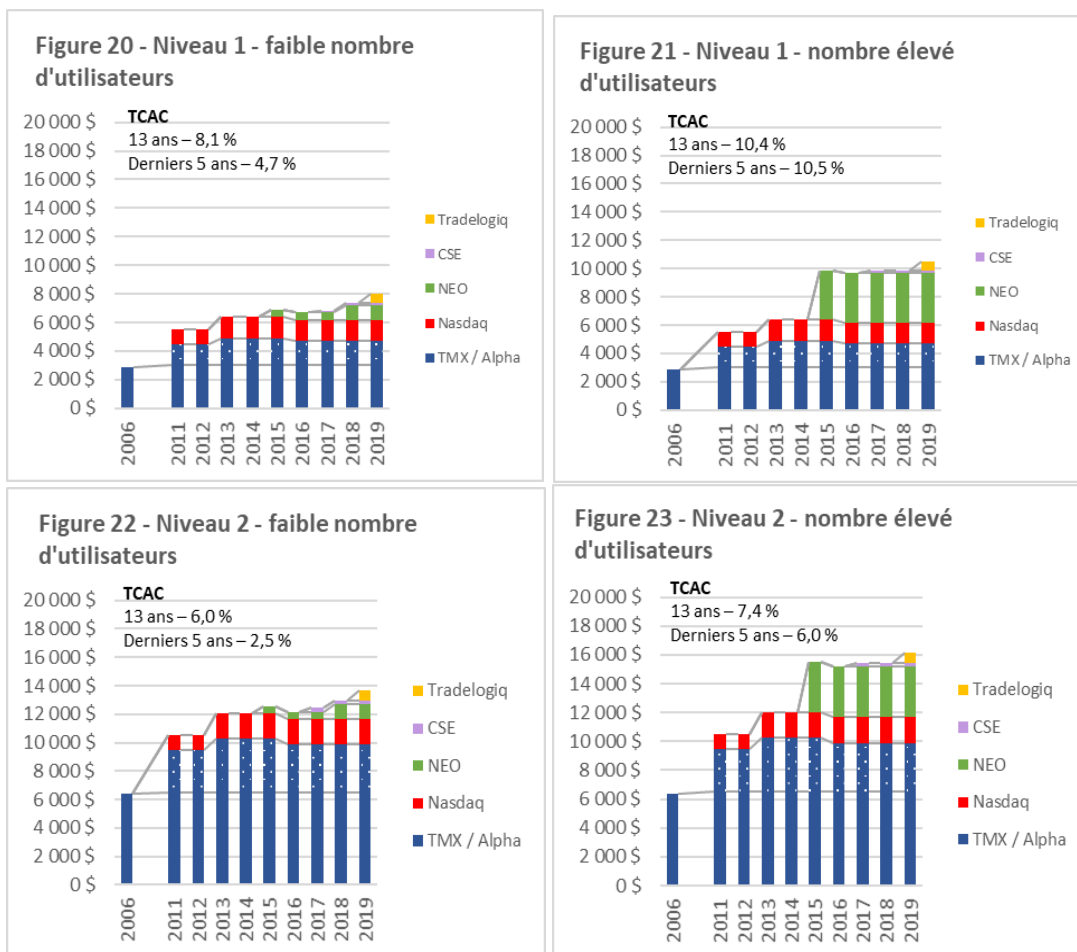 Figure 20 - Niveau 1 - faible nombre
d'utilisateurs
TCAC
13 ans – 8,1 %
Derniers 5 ans – 4,7 %
20 000 $
18 000 $
16 000 $
14 000 $
12 000 $
10 000 $
8 000 $
6 000 $
4 000 $
2 000 $
0 $
2006
2011
2012
2013
2014
2015
2016
2017
2018
2019
Tradelogiq
CSE
NEO
Nasdaq
TMX / Alpha
Figure 21 - Niveau 1 - nombre élevé
d'utilisateurs
TCAC
13 ans – 10,4 %
Derniers 5 ans – 10,5 %
20 000 $
18 000 $
16 000 $
14 000 $
12 000 $
10 000 $
8 000 $
6 000 $
4 000 $
2 000 $
0 $
2006
2011
2012
2013
2014
2015
2016
2017
2018
2019
Tradelogiq
CSE
NEO
Nasdaq
TMX / Alpha
Figure 22 - Niveau 2 - faible nombre
d'utilisateurs
TCAC
13 ans – 6,0 %
Derniers 5 ans – 2,5 %
20 000 $
18 000 $
16 000 $
14 000 $
12 000 $
10 000 $
8 000 $
6 000 $
4 000 $
2 000 $
0 $
2006
2011
2012
2013
2014
2015
2016
2017
2018
2019
Tradelogiq
CSE
NEO
Nasdaq
TMX / Alpha
Figure 23 - Niveau 2 - nombre élevé
d'utilisateurs
TCAC
13 ans – 7,4 %
Derniers 5 ans – 6,0 %
20 000 $
18 000 $
16 000 $
14 000 $
12 000 $
10 000 $
8 000 $
6 000 $
4 000 $
2 000 $
0 $
2006
2011
2012
2013
2014
2015
2016
2017
2018
2019
Tradelogiq
CSE
NEO
Nasdaq
TMX / Alpha